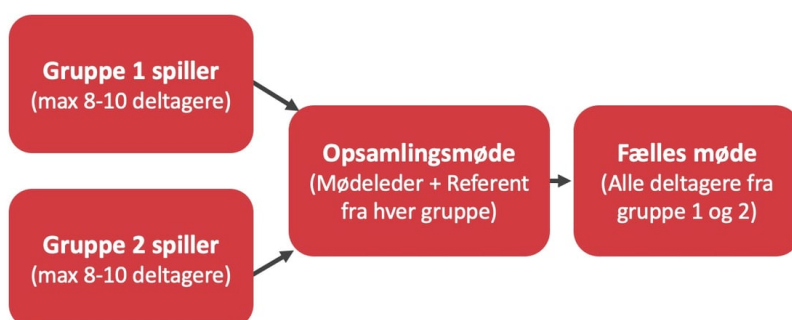 Gruppe 1 spiller
(max 8-10 deltagere)
Gruppe 2 spiller
(max 8-10 deltagere)
Opsamlingsmøde
(Mødeleder + Referent
fra hver gruppe)
Fælles møde
(Alle deltagere fra
gruppe 1 og 2)